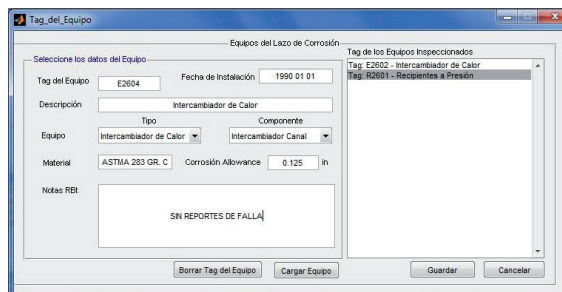 Tag_del_Equipo
Equipos del Lazo de Corrosión
Seleccione los datos del Equipo
Tag del Equipo E2604 Fecha de Instalación 1990 01 01
Descripción Intercambiador de Calor
Tipo Componente
Equipo Intercambiador de Calor Intercambiador Canal
Material ASTMA 283 GR. C Corrosión Allowance 0.125 in
Notas RBI:
SIN REPORTES DE FALLA
Borrar Tag del Equipo Cargar Equipo
Tag de los Equipos Inspeccionados
Tag: E2602 - Intercambiador de Calor
Tag: R2601 - Recipientes a Presión
Guardar Cancelar